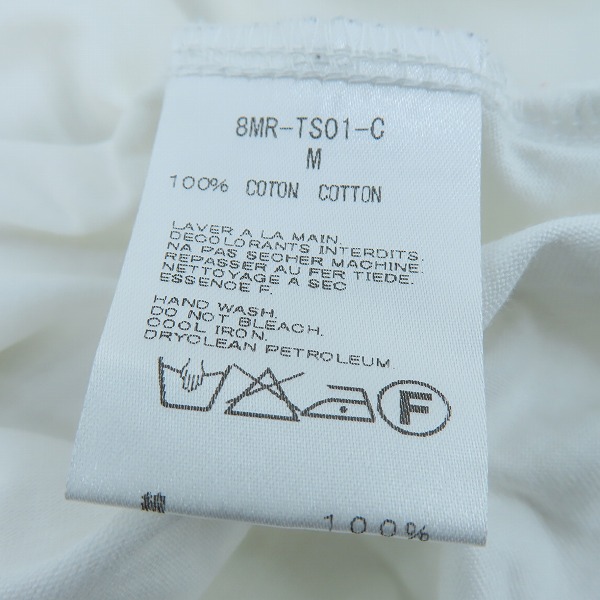 8MR-TS01-C
M
100% COTON COTTON
LAVER A LA MAIN.
DECOLORANTS INTERDITS.
NA PAS SECHER MACHINE.
REPASSER AU FER TIEDE.
NETTOYAGE A SEC
ESSENCE F.
HAND WASH.
DO NOT BLEACH.
COOL IRON.
DRYCLEAN PETROLEUM.
F
綿 100%